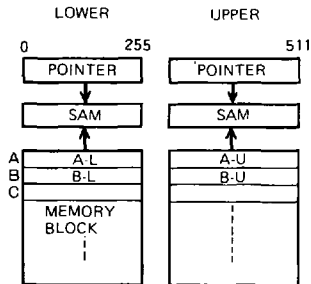 LOWER UPPER
0 255 511
POINTER POINTER
SAM SAM
A A-L A-U
B B-L B-U
C
MEMORY
BLOCK